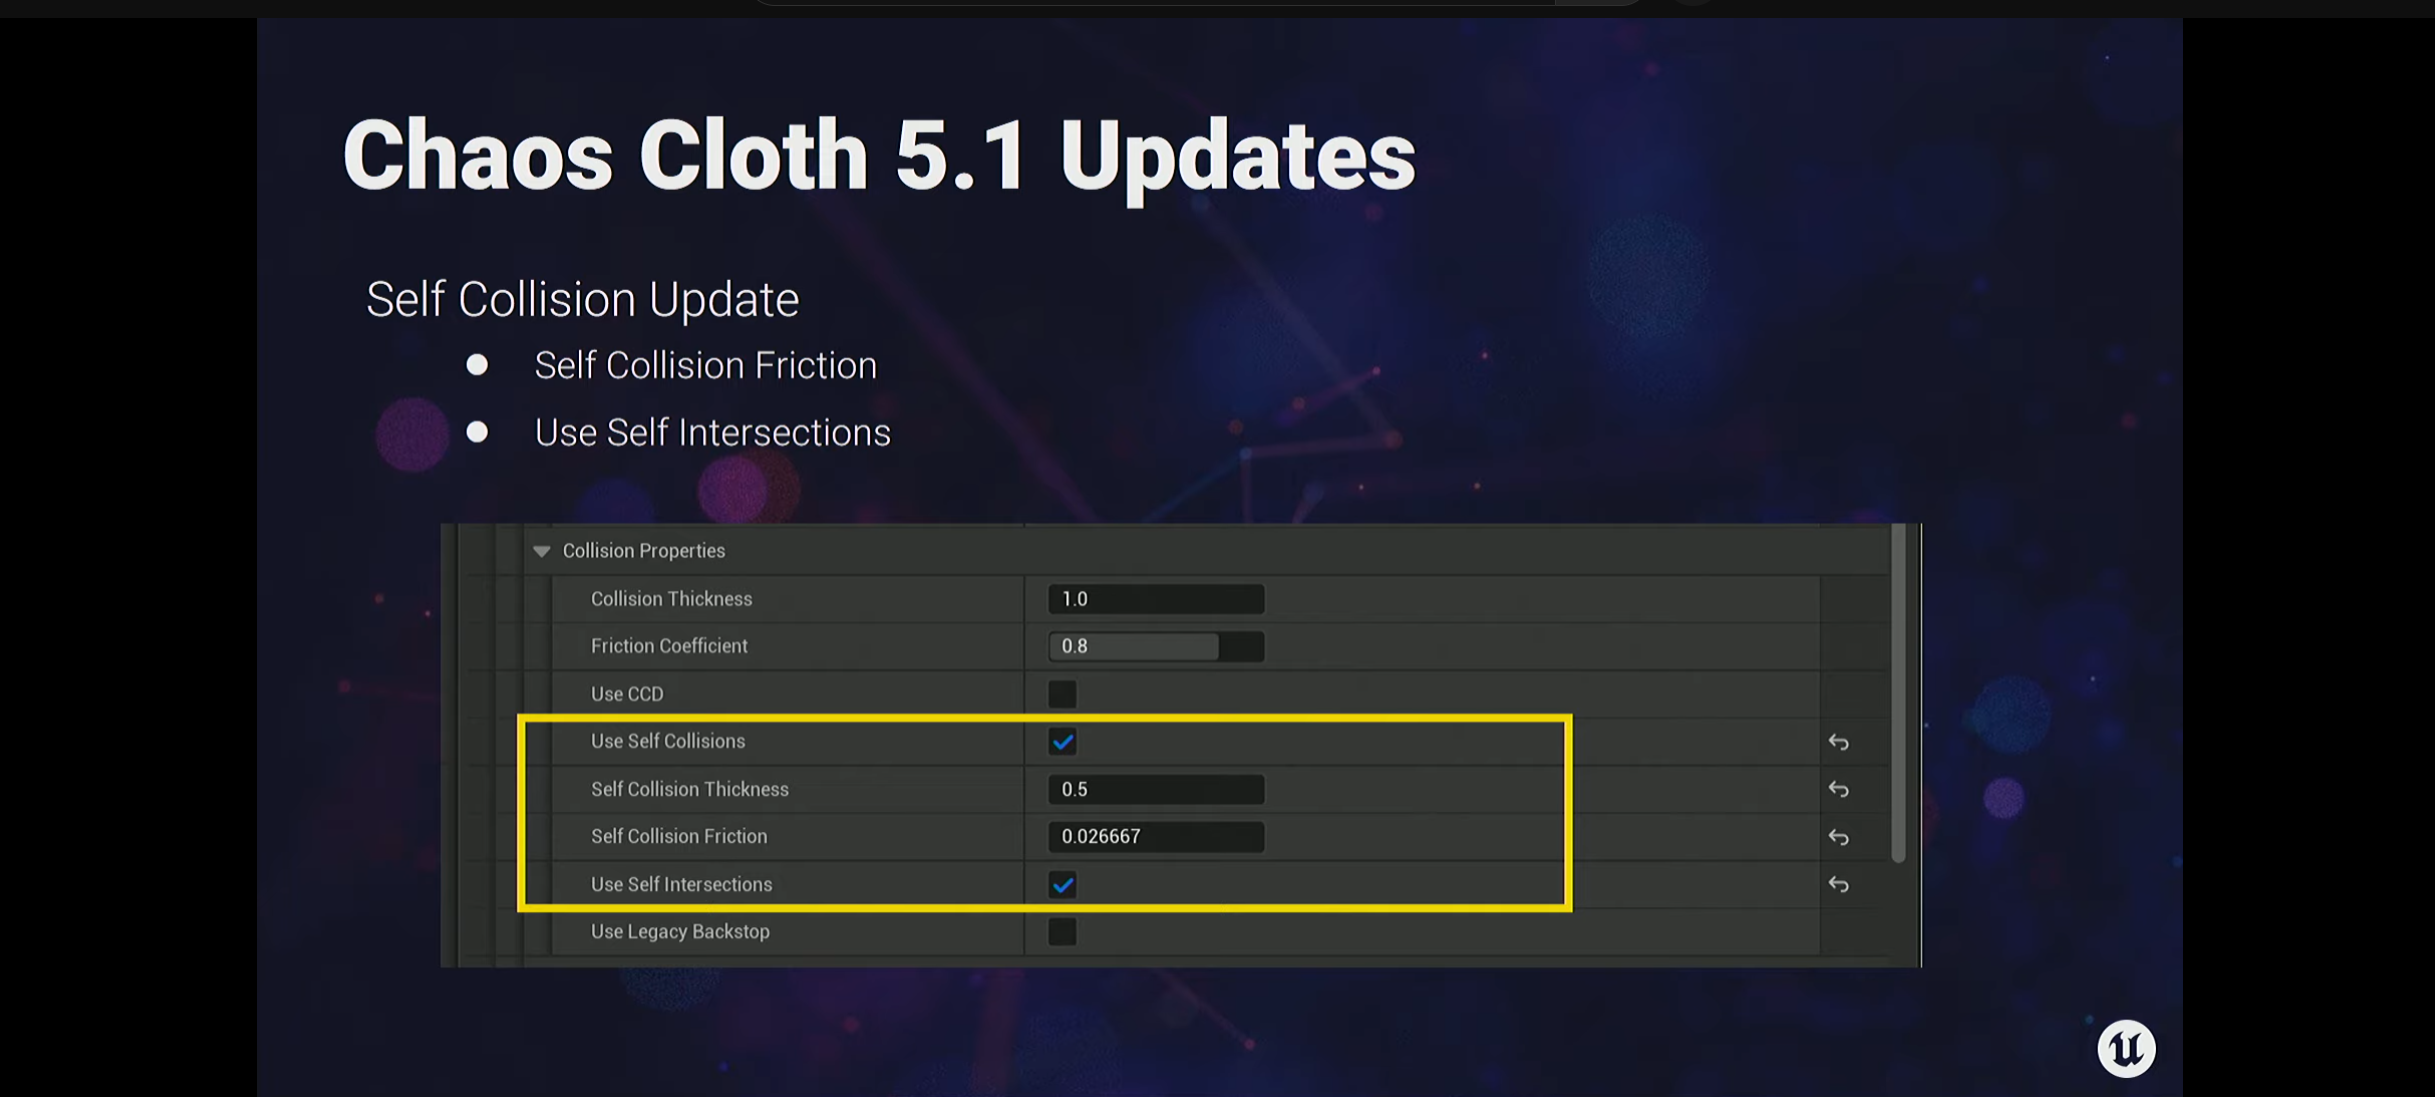 Chaos Cloth 5.1 Updates
Self Collision Update
● Self Collision Friction
● Use Self Intersections
Collision Properties
Collision Thickness 1.0
Friction Coefficient 0.8
Use CCD
Use Self Collisions
Self Collision Thickness 0.5
Self Collision Friction 0.026667
Use Self Intersections
Use Legacy Backstop